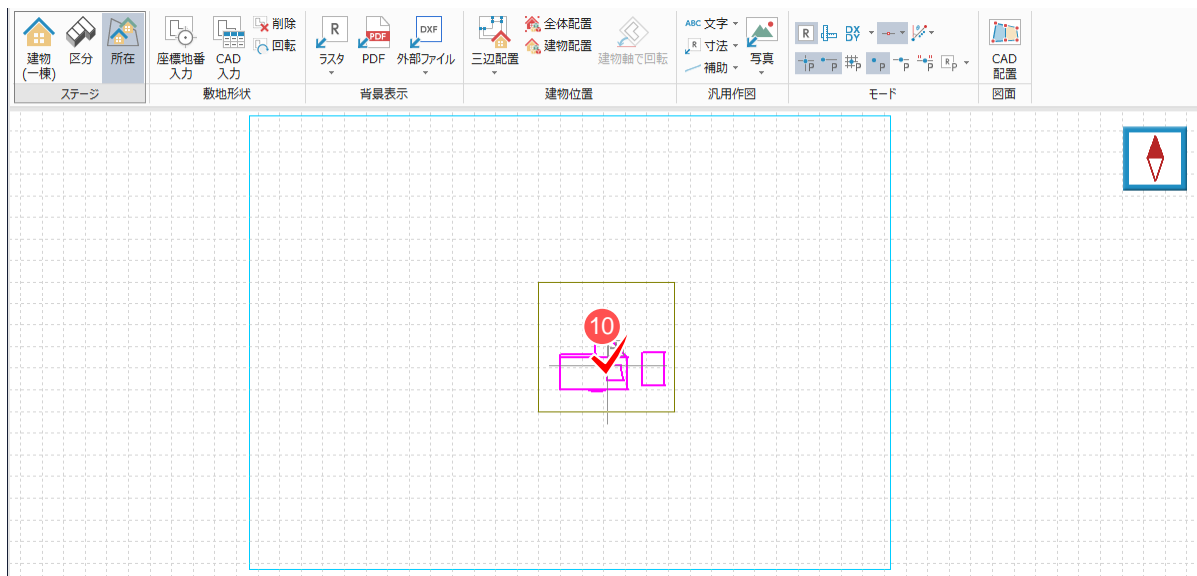 建物
(一棟)
区分
所在
ステージ
座標地番
入力
CAD
入力
削除
回転
敷地形状
R
ラスタ
PDF
PDF
DXF
外部ファイル
背景表示
三辺配置
全体配置
建物配置
建物軸で回転
建物位置
ABC 文字
R 寸法
補助
写真
汎用作図
R
DX
DY
P
P
P
P
P
P
R P
モード
CAD
配置
図面
10